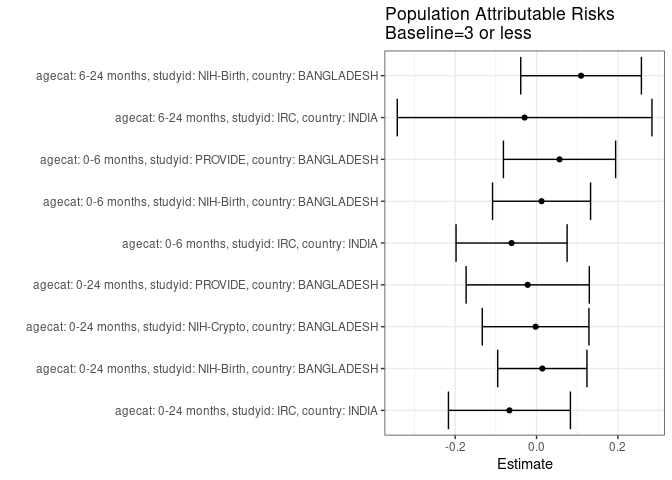 Population Attributable Risks
Baseline=3 or less
agecat: 6-24 months, studyid: NIH-Birth, country: BANGLADESH
agecat: 6-24 months, studyid: IRC, country: INDIA
agecat: 0-6 months, studyid: PROVIDE, country: BANGLADESH
agecat: 0-6 months, studyid: NIH-Birth, country: BANGLADESH
agecat: 0-6 months, studyid: IRC, country: INDIA
agecat: 0-24 months, studyid: PROVIDE, country: BANGLADESH
agecat: 0-24 months, studyid: NIH-Crypto, country: BANGLADESH
agecat: 0-24 months, studyid: NIH-Birth, country: BANGLADESH
agecat: 0-24 months, studyid: IRC, country: INDIA
-0.2 0.0 0.2
Estimate